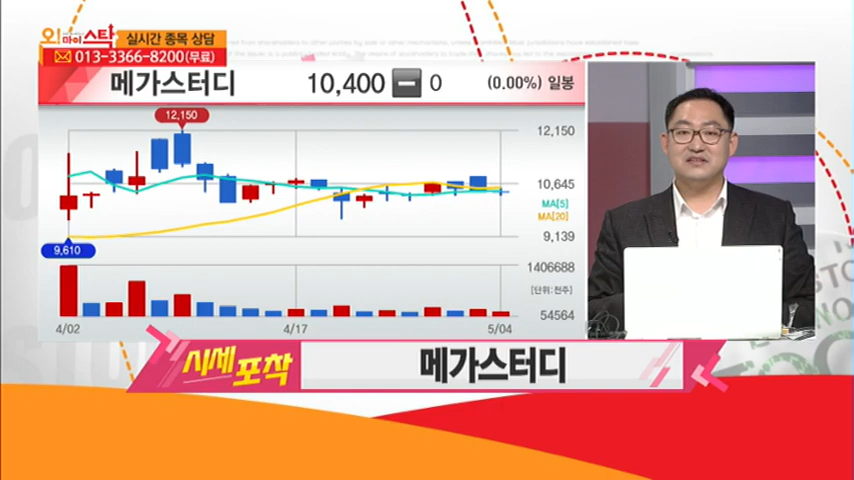 오!마이스탁
실시간 종목 상담
013-3366-8200(무료)
메가스터디 10,400 0 (0.00%) 일봉
12,150
12,150
10,645
MA[5]
MA[20]
9,610
9,139
1406688
[단위:천주]
54564
4/02 4/17 5/04
시세포착
메가스터디